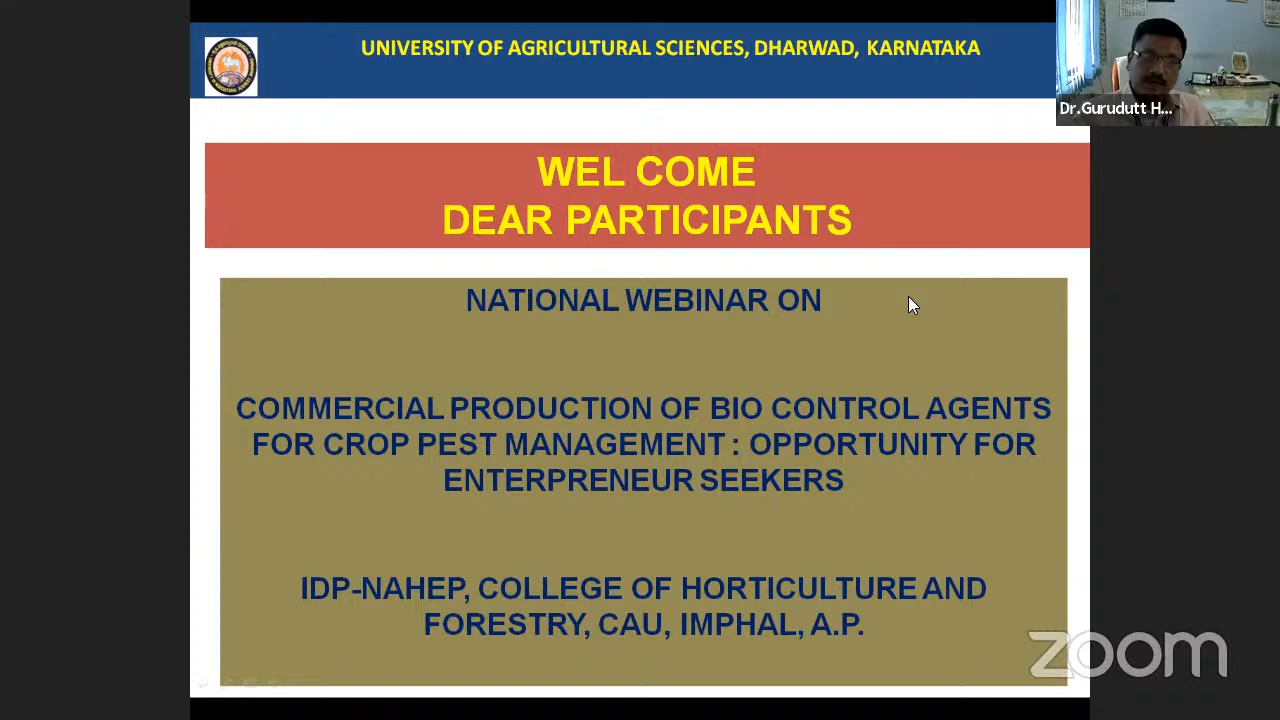 UNIVERSITY OF AGRICULTURAL SCIENCES, DHARWAD, KARNATAKA
Dr.Gurudutt H...
WEL COME
DEAR PARTICIPANTS
NATIONAL WEBINAR ON
COMMERCIAL PRODUCTION OF BIO CONTROL AGENTS
FOR CROP PEST MANAGEMENT : OPPORTUNITY FOR
ENTERPRENEUR SEEKERS
IDP-NAHEP, COLLEGE OF HORTICULTURE AND
FORESTRY, CAU, IMPHAL, A.P.
zoom